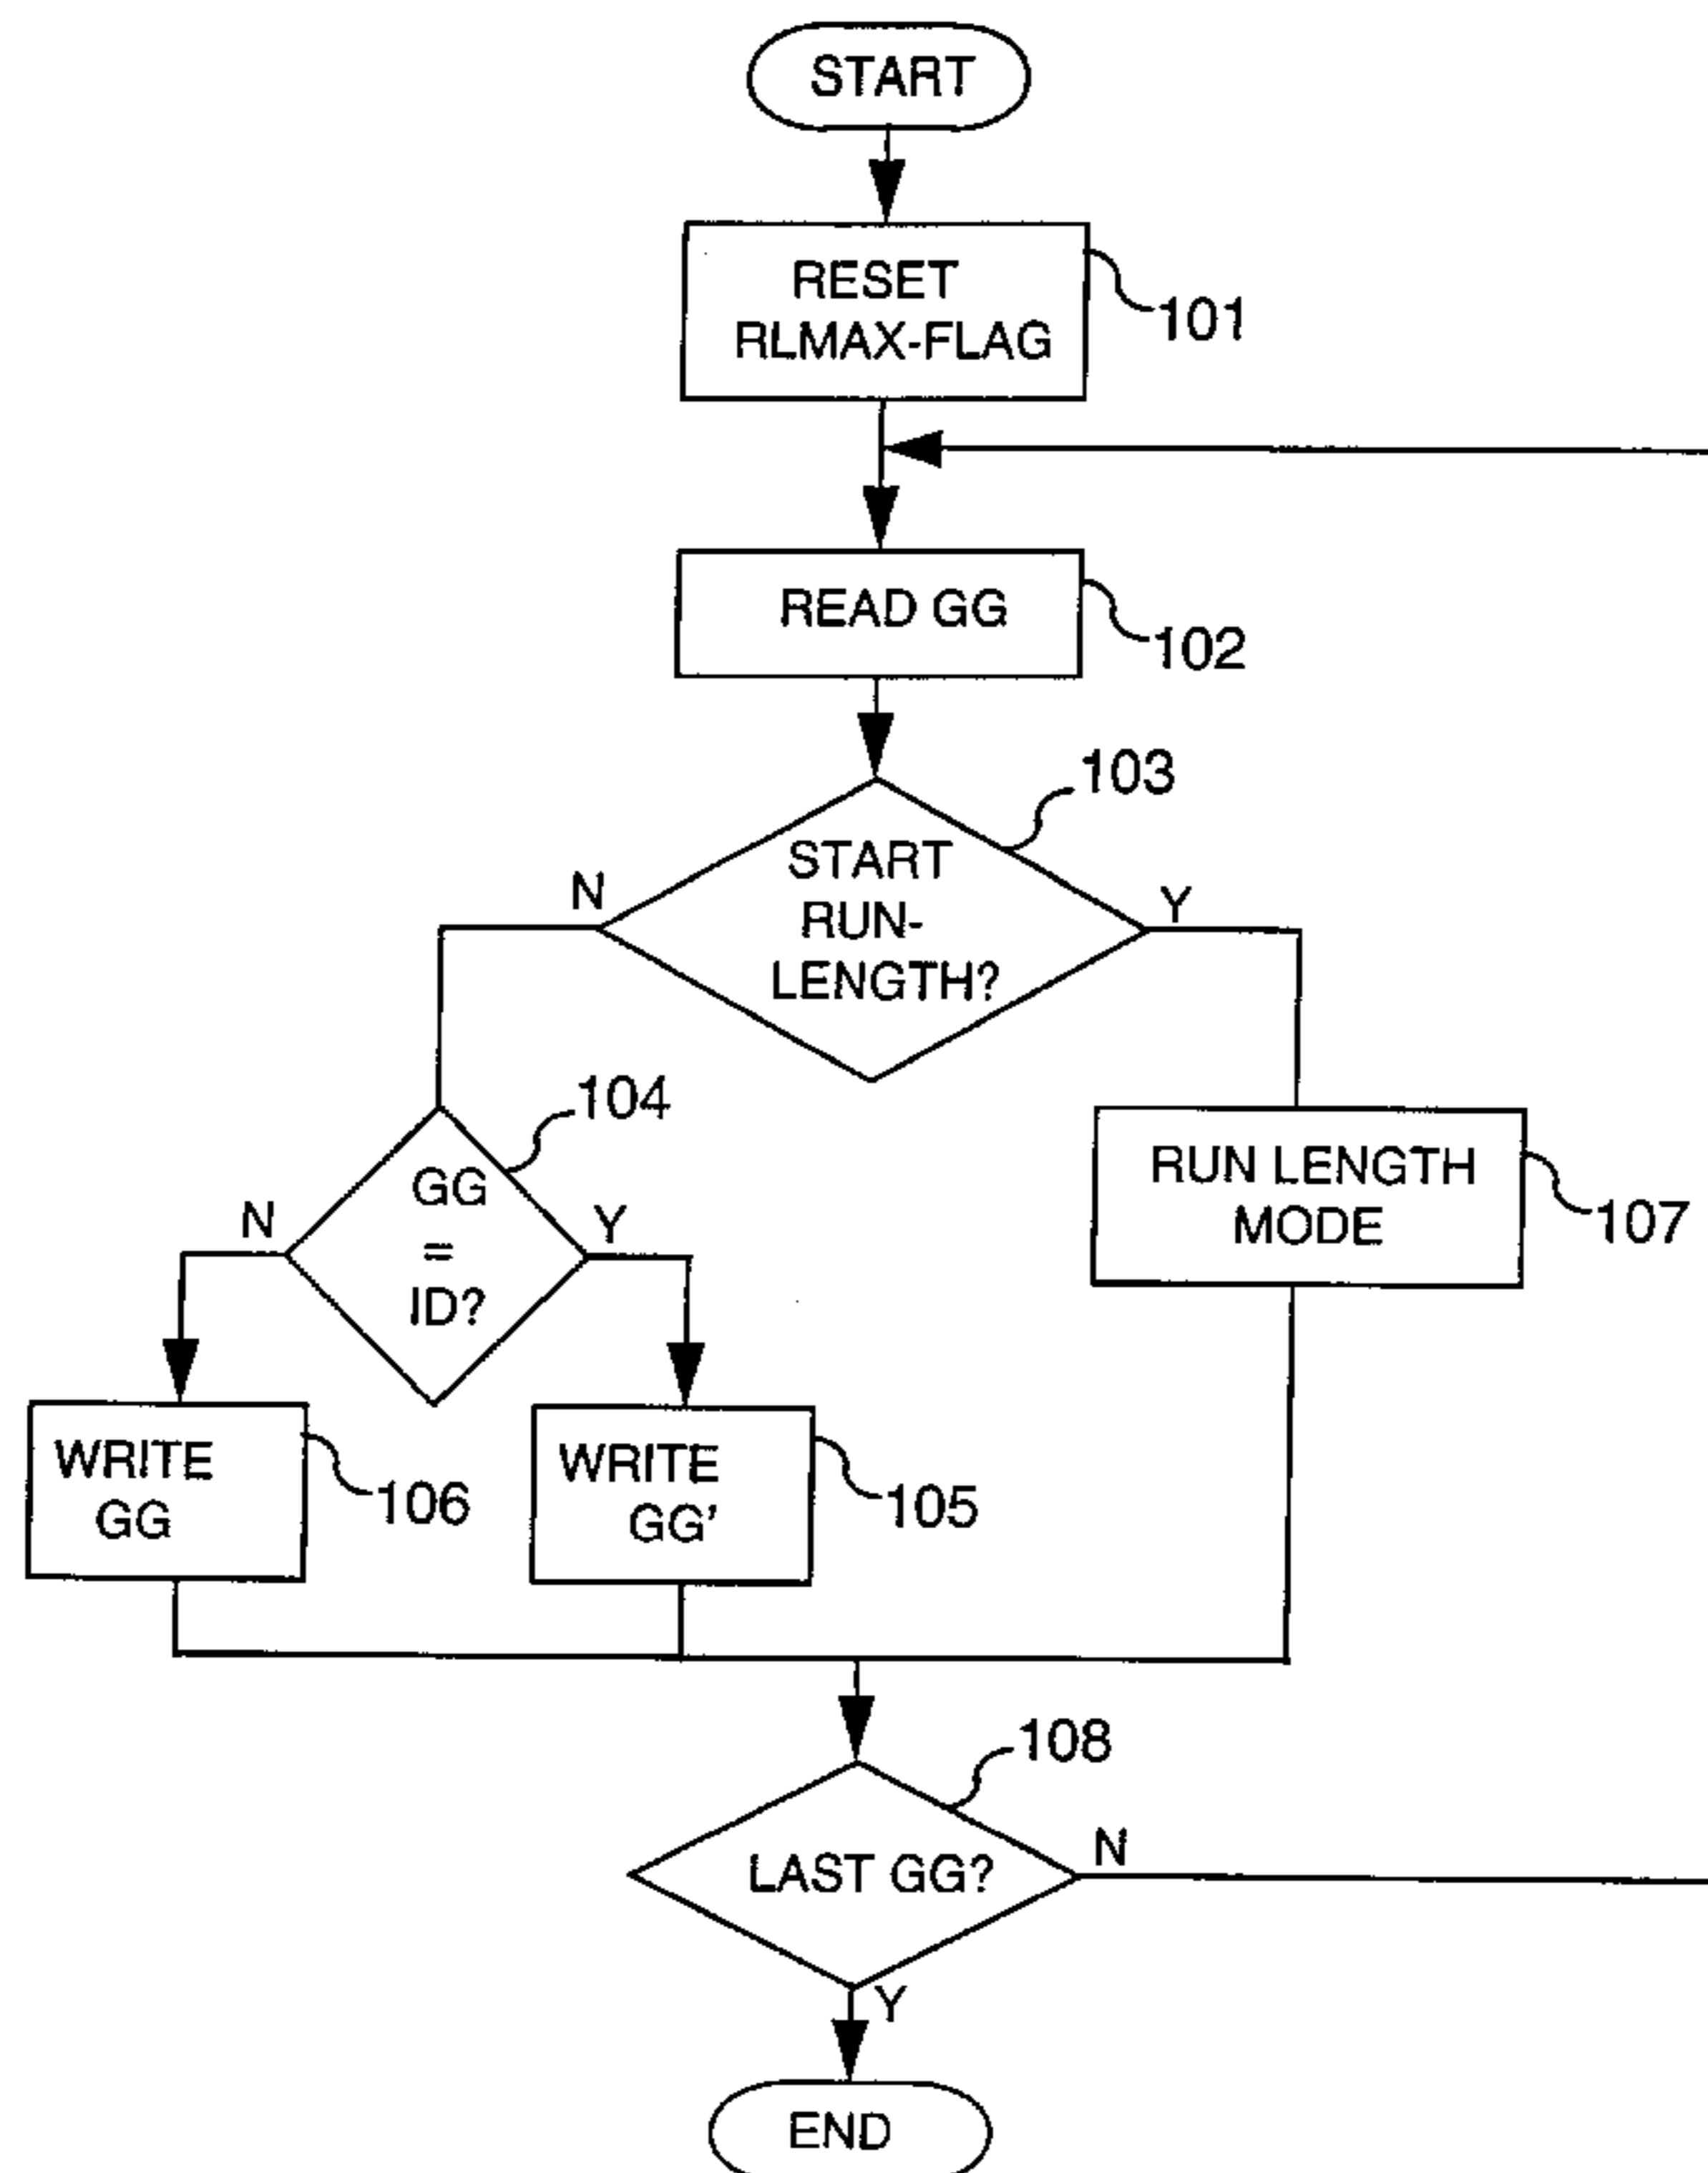 START
RESET
RLMAX-FLAG
101
READ GG
102
103
START
RUN-
LENGTH?
N
Y
104
GG
=
ID?
N
Y
RUN LENGTH
MODE
107
WRITE
GG
106
WRITE
GG'
105
108
LAST GG?
N
Y
END